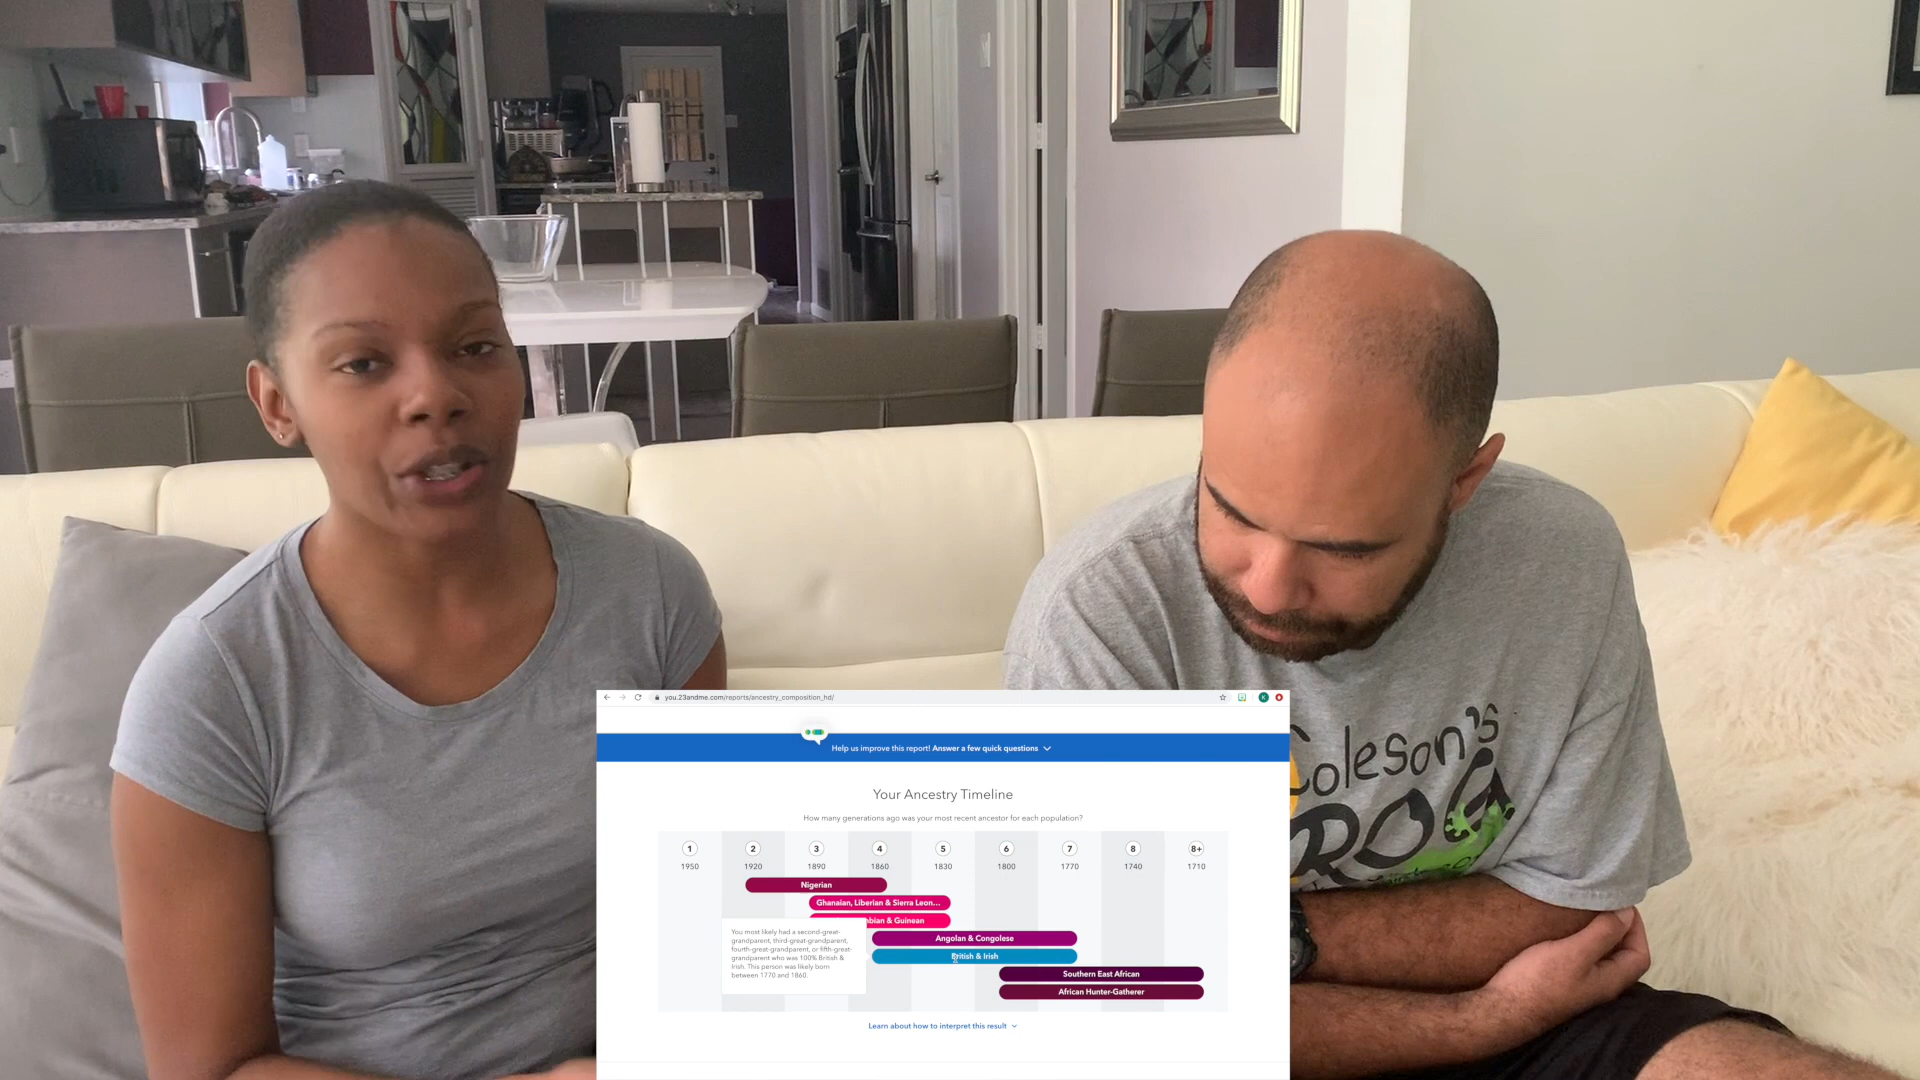 you.23andme.com/reports/ancestry_composition_hd/
K
Help us improve this report! Answer a few quick questions
Your Ancestry Timeline
How many generations ago was your most recent ancestor for each population?
1 2 3 4 5 6 7 8 8+
1950 1920 1890 1860 1830 1800 1770 1740 1710
Nigerian
Ghanaian, Liberian & Sierra Leon...
& Guinean
Angolan & Congolese
British & Irish
Southern East African
African Hunter-Gatherer
You most likely had a second-great-
grandparent, third-great-grandparent,
fourth-great-grandparent, or fifth-great-
grandparent who was 100% British &
Irish. This person was likely born
between 1770 and 1860.
Learn about how to interpret this result
Coleson's